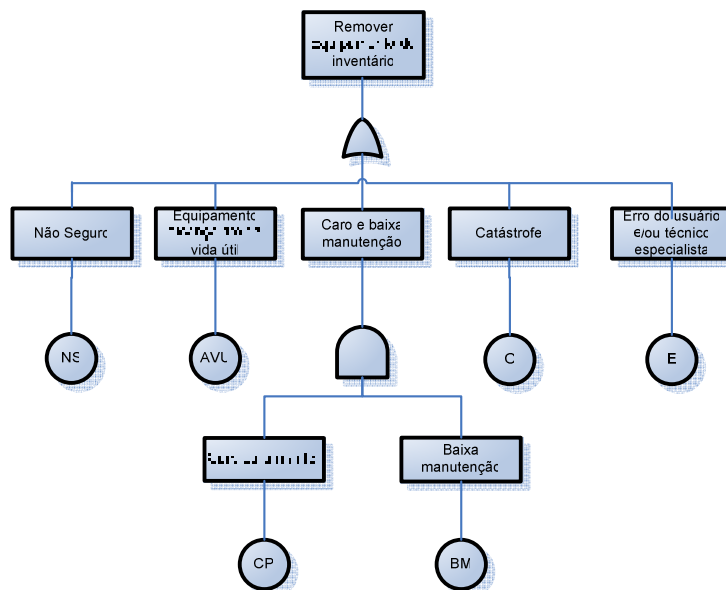 Remover
inventário
Não Seguro
Equipamento
vida útil
Caro e baixa
manutenção
Catástrofe
Erro do usuário
e/ou técnico
especialista
NS
AVU
C
E
Baixa
manutenção
CP
BM